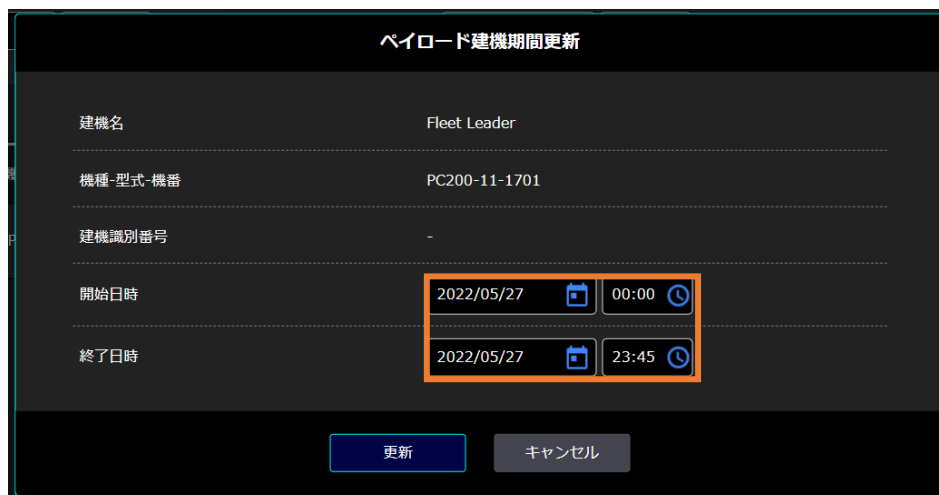 ペイロード建機期間更新
建機名 Fleet Leader
機種-型式-機番 PC200-11-1701
建機識別番号 -
開始日時 2022/05/27 00:00
終了日時 2022/05/27 23:45
更新 キャンセル